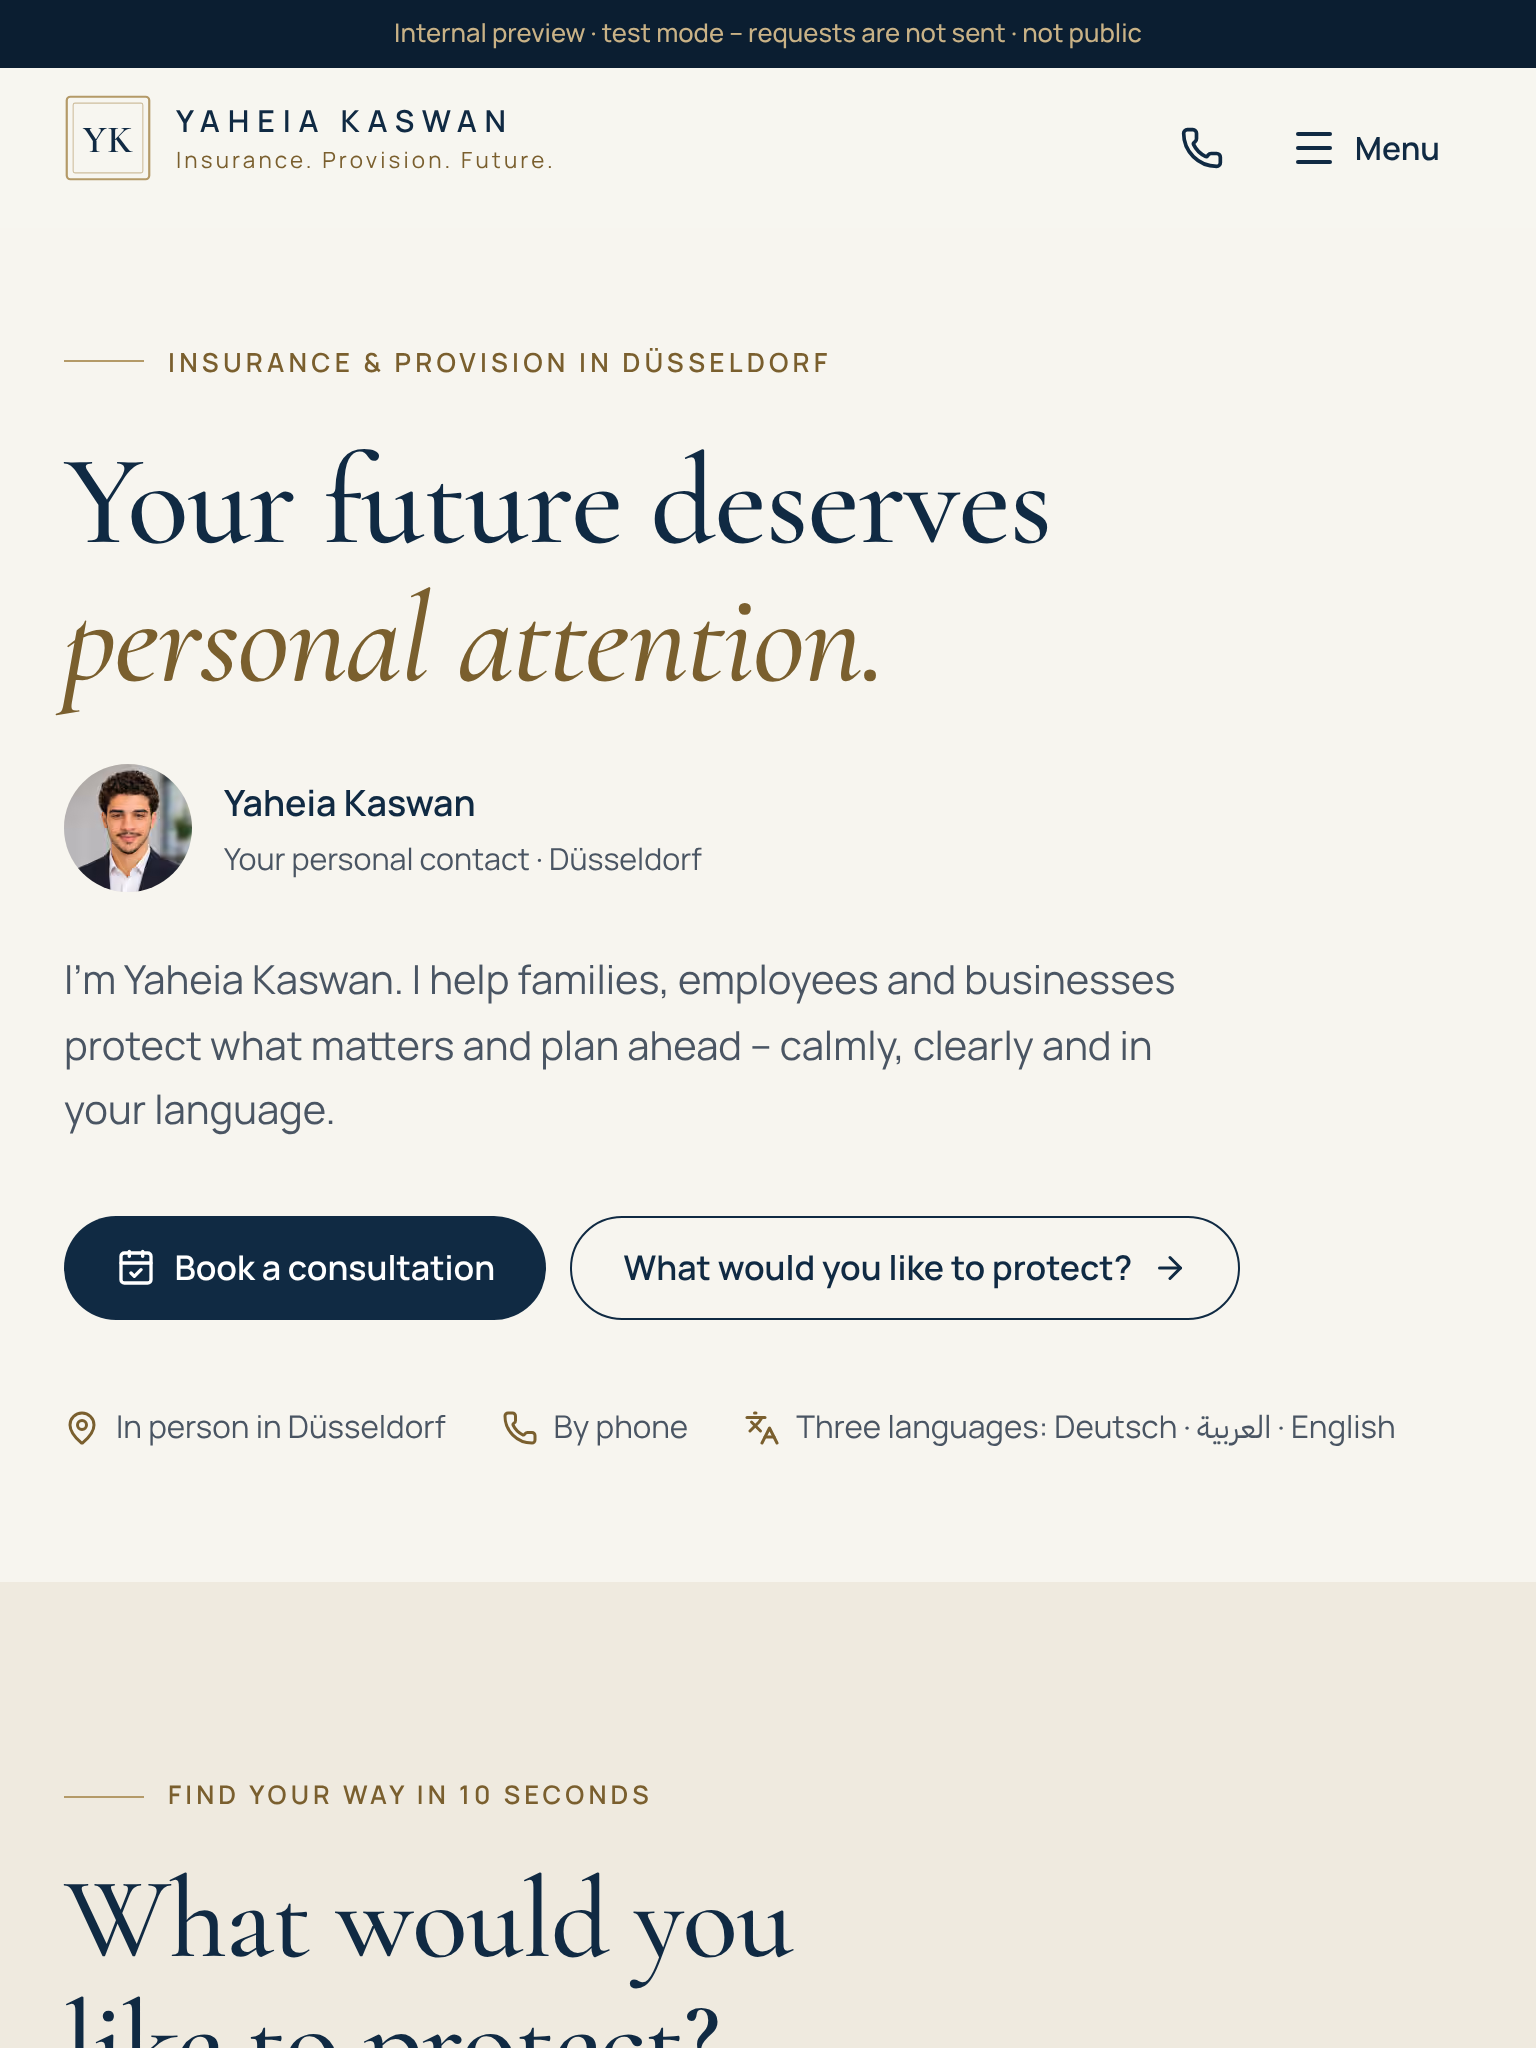 Internal preview · test mode – requests are not sent · not public
YK
YAHEIA KASWAN
Insurance. Provision. Future.
Menu
INSURANCE & PROVISION IN DÜSSELDORF
Your future deserves
personal attention.
Yaheia Kaswan
Your personal contact · Düsseldorf
I’m Yaheia Kaswan. I help families, employees and businesses
protect what matters and plan ahead – calmly, clearly and in
your language.
Book a consultation
What would you like to protect? →
In person in Düsseldorf
By phone
Three languages: Deutsch · العربية · English
FIND YOUR WAY IN 10 SECONDS
What would you
like to protect?